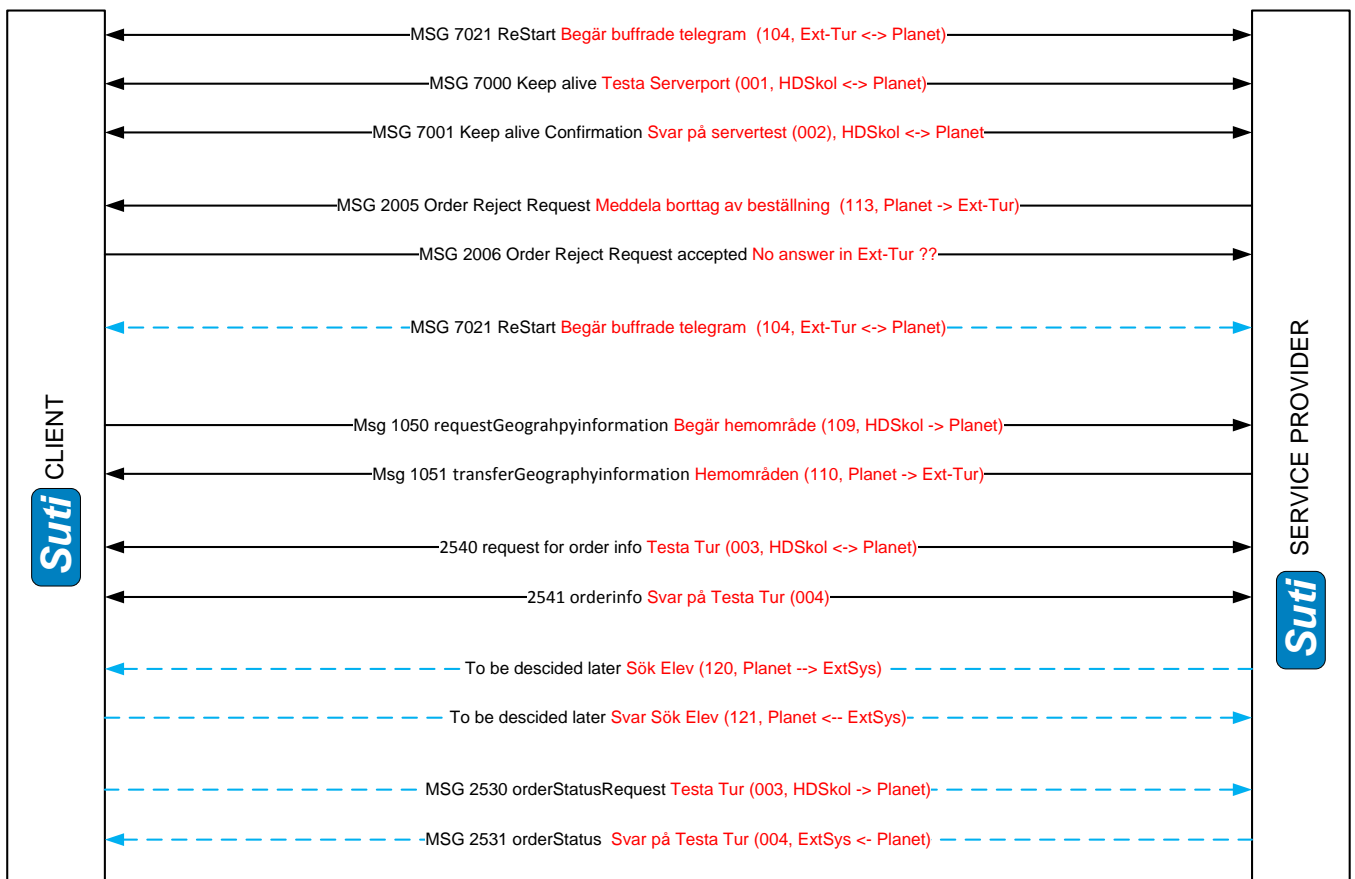 MSG 7021 ReStart Begär buffrade telegram (104, Ext-Tur <-> Planet)
MSG 7000 Keep alive Testa Serverport (001, HDSkol <-> Planet)
MSG 7001 Keep alive Confirmation Svar på servertest (002), HDSkol <-> Planet
MSG 2005 Order Reject Request Meddela borttag av beställning (113, Planet -> Ext-Tur)
MSG 2006 Order Reject Request accepted No answer in Ext-Tur ??
MSG 7021 ReStart Begär buffrade telegram (104, Ext-Tur <-> Planet)
Msg 1050 requestGeograhpyinformation Begär hemområde (109, HDSkol -> Planet)
Msg 1051 transferGeographyinformation Hemområden (110, Planet -> Ext-Tur)
2540 request for order info Testa Tur (003, HDSkol <-> Planet)
2541 orderinfo Svar på Testa Tur (004)
To be descided later Sök Elev (120, Planet --> ExtSys)
To be descided later Svar Sök Elev (121, Planet <-- ExtSys)
MSG 2530 orderStatusRequest Testa Tur (003, HDSkol -> Planet)
MSG 2531 orderStatus Svar på Testa Tur (004, ExtSys <- Planet)
Suti CLIENT
Suti SERVICE PROVIDER